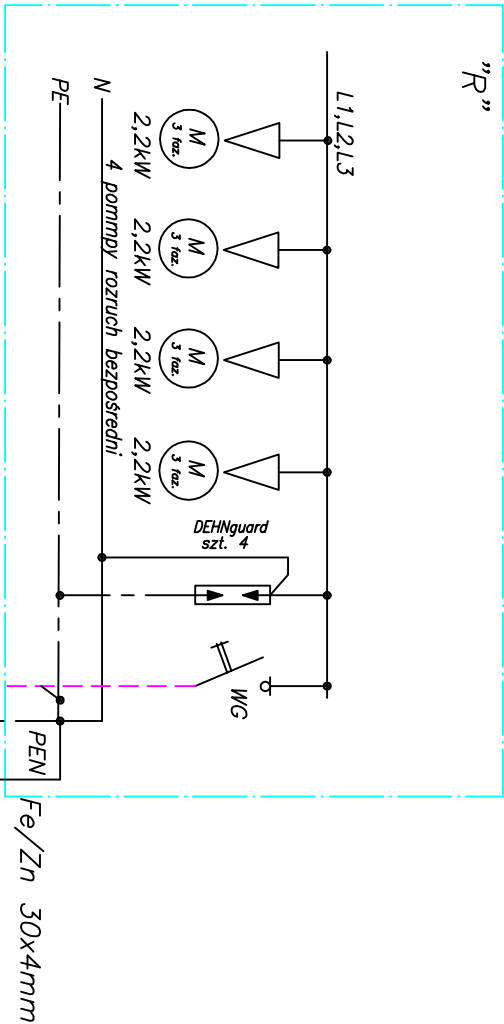 "R"
L1,L2,L3
M
3 faz.
2,2kW
M
3 faz.
2,2kW
M
3 faz.
2,2kW
M
3 faz.
2,2kW
4 pommpy rozruch bezpośredni
N
PE
DEHNguard
szt. 4
WG
PEN
Fe/Zn 30x4mm